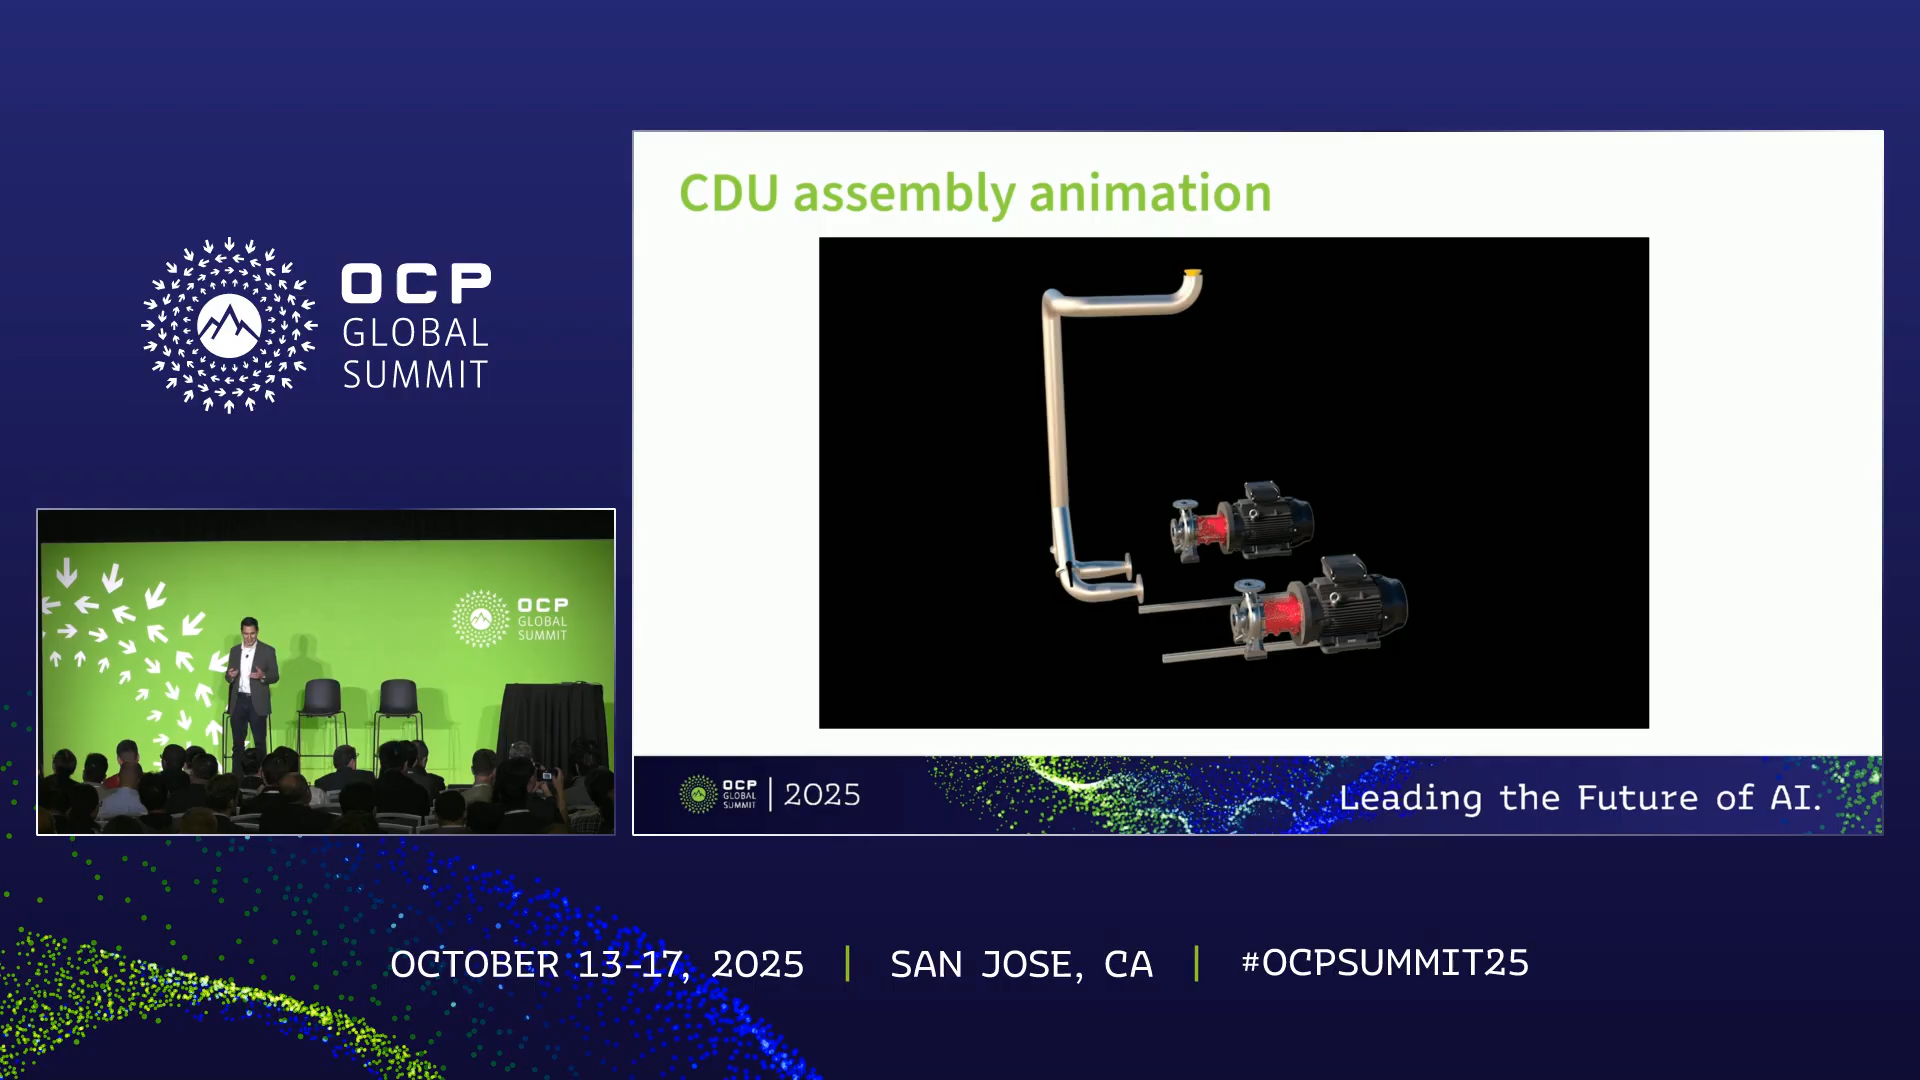 OCP
GLOBAL
SUMMIT
CDU assembly animation
OCP
GLOBAL
SUMMIT
OCP
GLOBAL
SUMMIT
2025
Leading the Future of AI.
OCTOBER 13-17, 2025 | SAN JOSE, CA | #OCPSUMMIT25